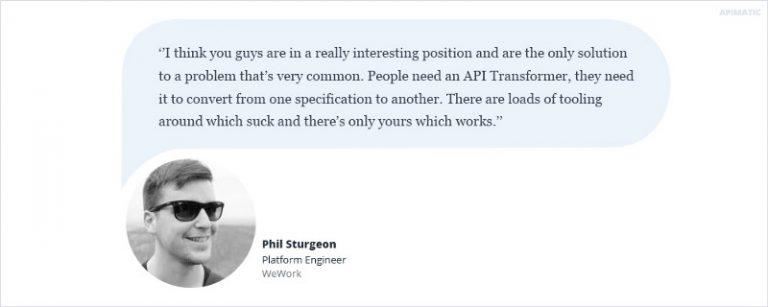 APIMATIC
‘’I think you guys are in a really interesting position and are the only solution
to a problem that’s very common. People need an API Transformer, they need
it to convert from one specification to another. There are loads of tooling
around which suck and there’s only yours which works.’’
Phil Sturgeon
Platform Engineer
WeWork